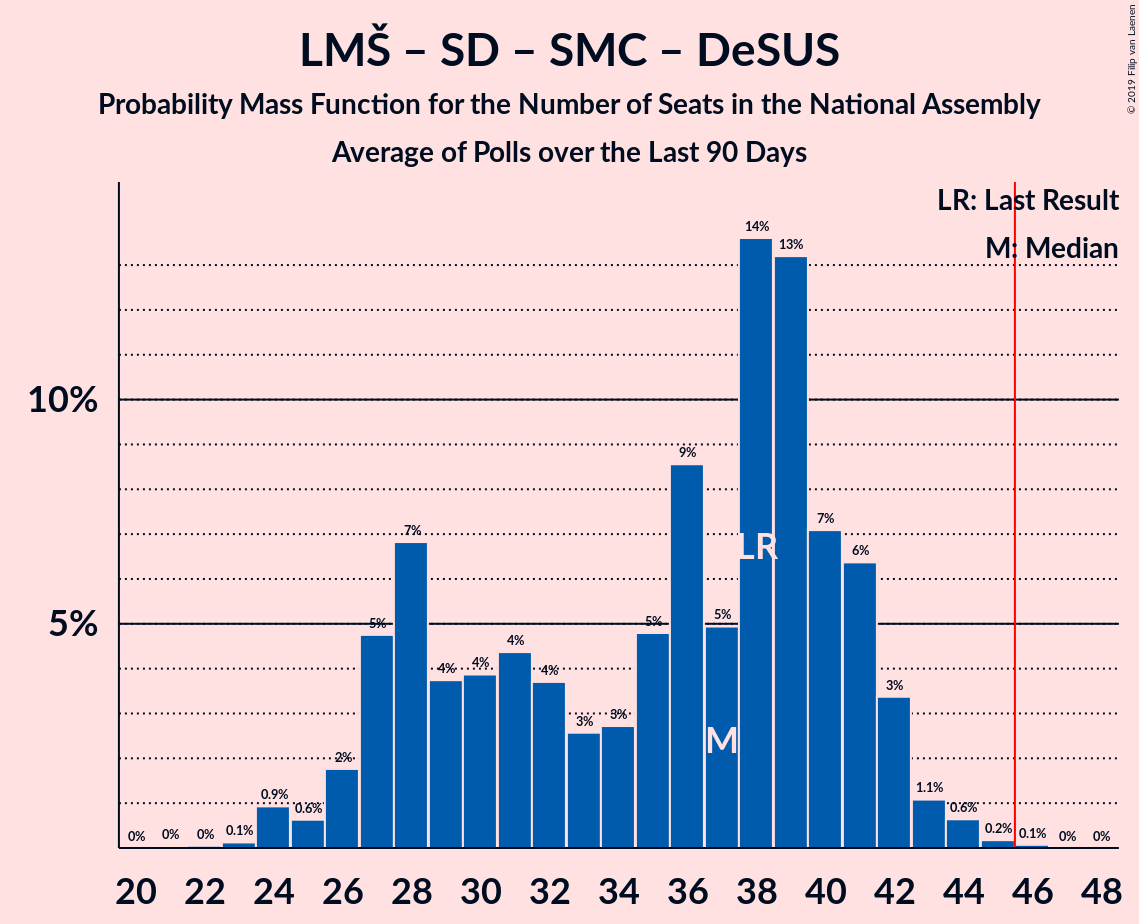 LMŠ – SD – SMC – DeSUS
Probability Mass Function for the Number of Seats in the National Assembly
Average of Polls over the Last 90 Days
© 2019 Filip van Laenen
LR: Last Result
M: Median
10%
5%
0% 0% 0% 0.1% 0.9% 0.6% 2% 5% 7% 4% 4% 4% 4% 3% 3% 5% 9% 5% 14% 13% 7% 6% 3% 1.1% 0.6% 0.2% 0.1% 0% 0%
LR
M
20 22 24 26 28 30 32 34 36 38 40 42 44 46 48